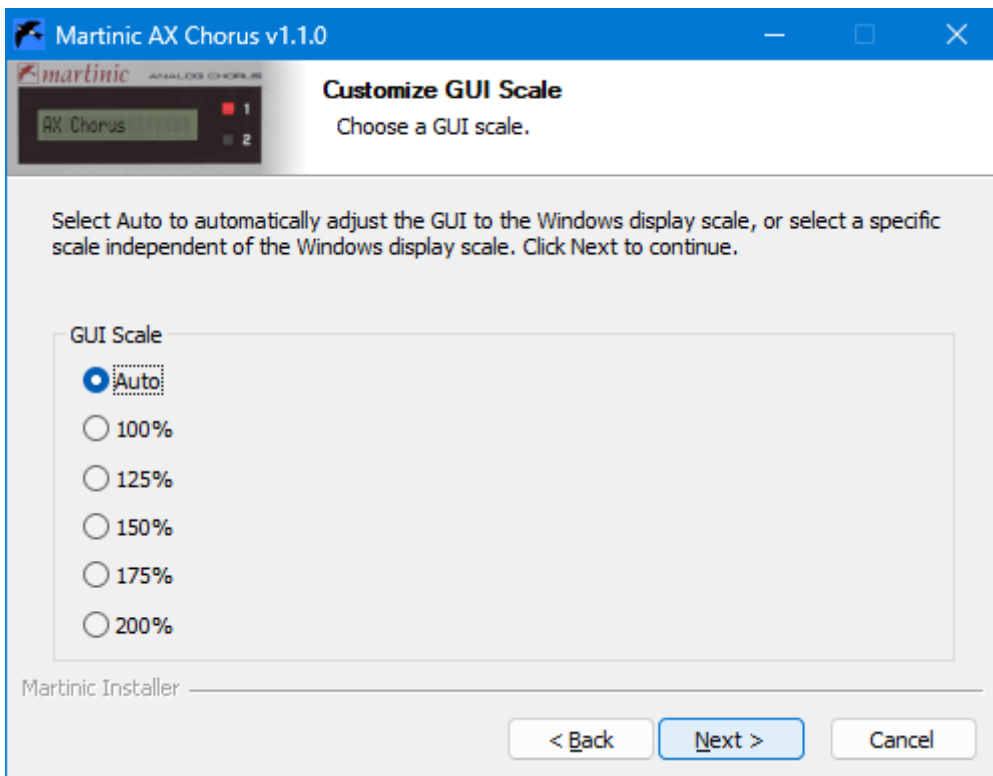 Martinic AX Chorus v1.1.0
martinic ANALOG CHORUS
AX Chorus
1
2
Customize GUI Scale
Choose a GUI scale.
Select Auto to automatically adjust the GUI to the Windows display scale, or select a specific
scale independent of the Windows display scale. Click Next to continue.
GUI Scale
Auto
100%
125%
150%
175%
200%
Martinic Installer
< Back
Next >
Cancel